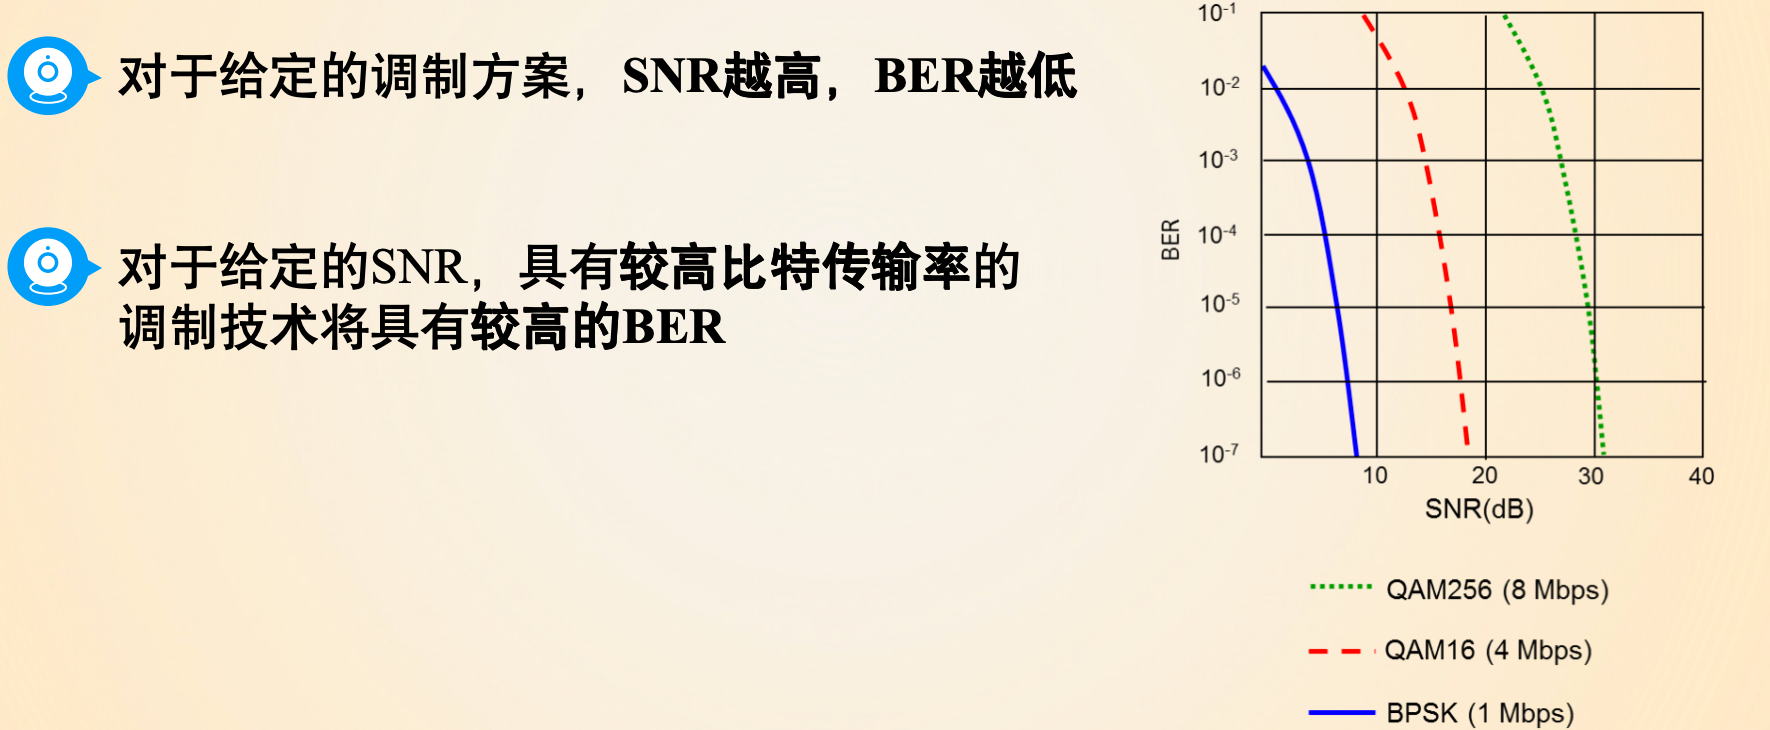 对于给定的调制方案，SNR越高，BER越低
对于给定的SNR，具有较高比特传输率的
调制技术将具有较高的BER
10-1
10-2
10-3
10-4
10-5
10-6
10-7
BER
10 20 30 40
SNR(dB)
QAM256 (8 Mbps)
QAM16 (4 Mbps)
BPSK (1 Mbps)